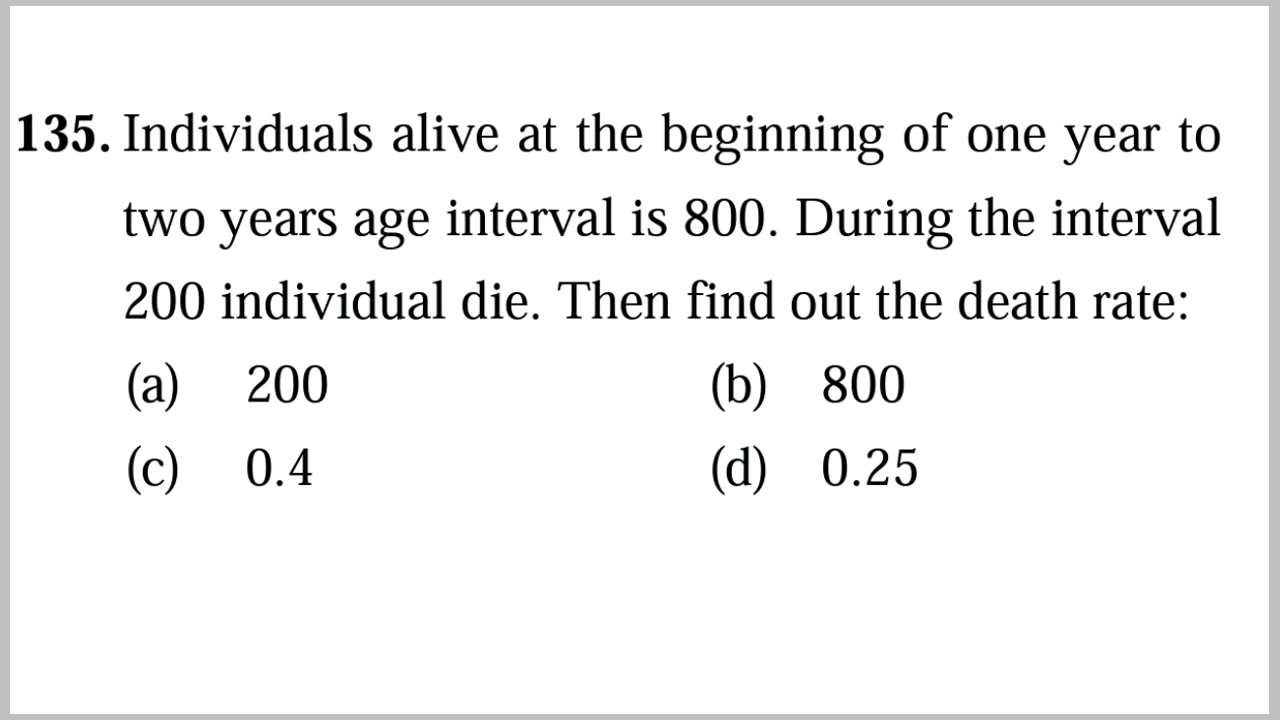 135. Individuals alive at the beginning of one year to
two years age interval is 800. During the interval
200 individual die. Then find out the death rate:
(a) 200 (b) 800
(c) 0.4 (d) 0.25